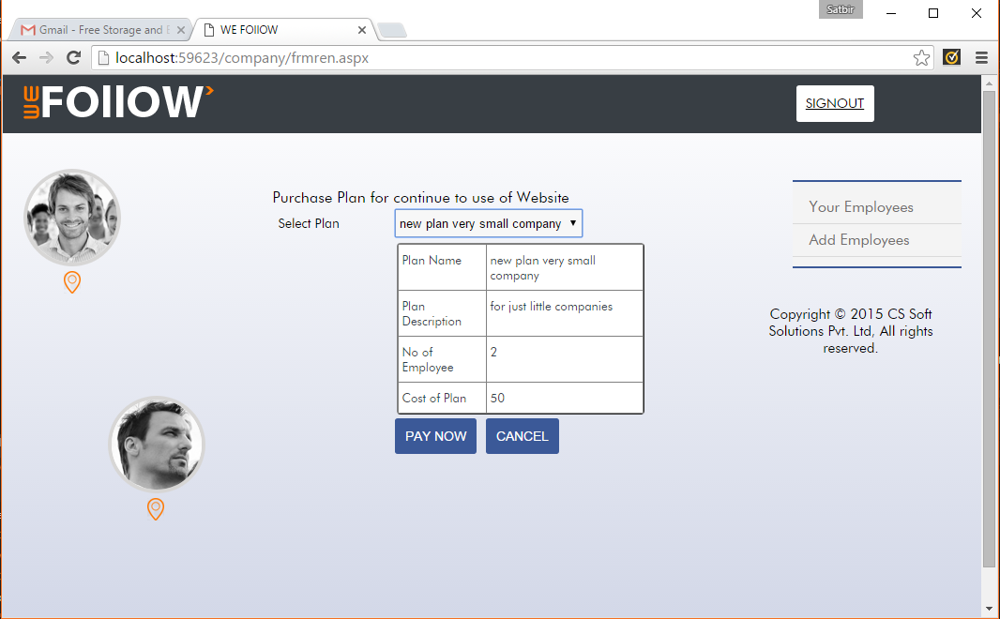 Satbir
Gmail - Free Storage and E
WE FOllOW
localhost:59623/company/frmren.aspx
WE FOllOW
SIGNOUT
Purchase Plan for continue to use of Website
Select Plan
new plan very small company
Plan Name
new plan very small
company
Plan
Description
for just little companies
No of
Employee
2
Cost of Plan
50
PAY NOW
CANCEL
Your Employees
Add Employees
Copyright © 2015 CS Soft
Solutions Pvt. Ltd, All rights
reserved.